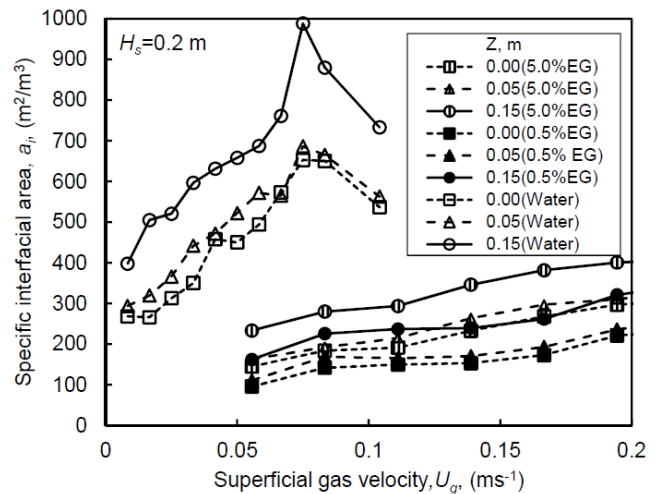 1000
900
800
700
600
500
400
300
200
100
0
Specific interfacial area, aᵢ, (m²/m³)
Hₛ=0.2 m
Z, m
0.00(5.0%EG)
0.05(5.0%EG)
0.15(5.0%EG)
0.00(0.5%EG)
0.05(0.5% EG)
0.15(0.5%EG)
0.00(Water)
0.05(Water)
0.15(Water)
0 0.05 0.1 0.15 0.2
Superficial gas velocity,U_g, (ms⁻¹)